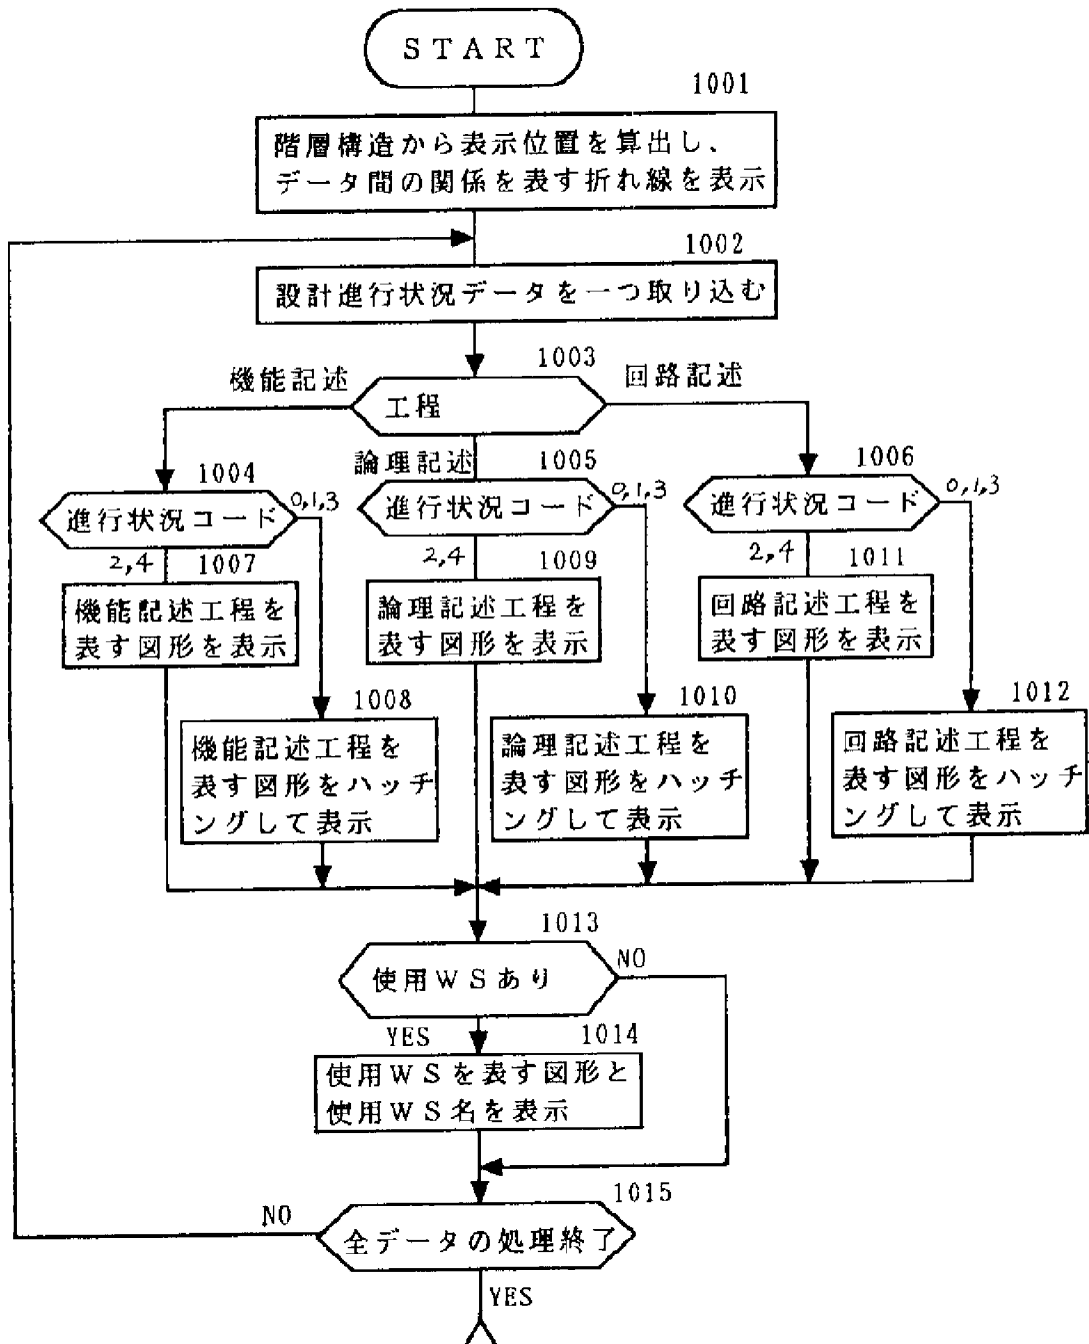 START
1001
階層構造から表示位置を算出し、
データ間の関係を表す折れ線を表示
1002
設計進行状況データを一つ取り込む
1003
機能記述
工程
回路記述
論理記述
1004
進行状況コード
0,1,3
1005
進行状況コード
0,1,3
1006
進行状況コード
0,1,3
2,4
1007
機能記述工程を
表す図形を表示
2,4
1009
論理記述工程を
表す図形を表示
2,4
1011
回路記述工程を
表す図形を表示
1008
機能記述工程を
表す図形をハッチ
ングして表示
1010
論理記述工程を
表す図形をハッチ
ングして表示
1012
回路記述工程を
表す図形をハッチ
ングして表示
1013
使用WSあり
NO
YES
1014
使用WSを表す図形と
使用WS名を表示
1015
NO
全データの処理終了
YES